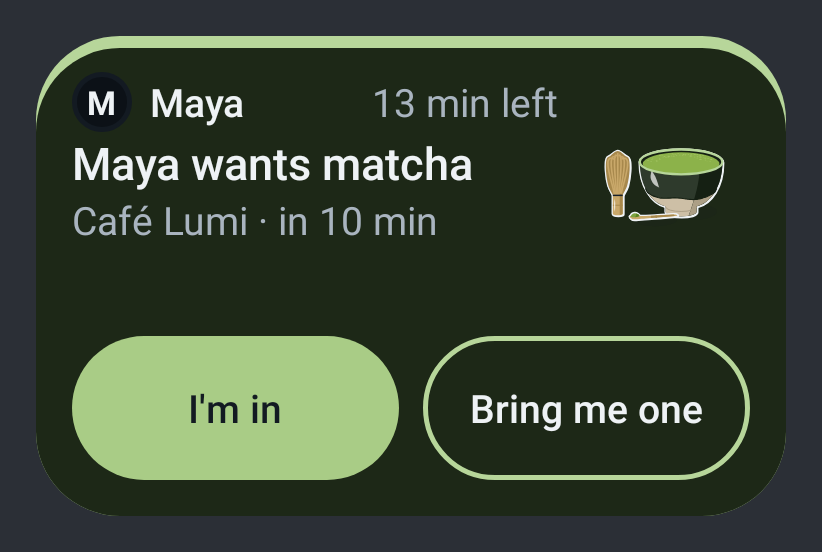 M Maya 13 min left
Maya wants matcha
Café Lumi · in 10 min
I'm in Bring me one